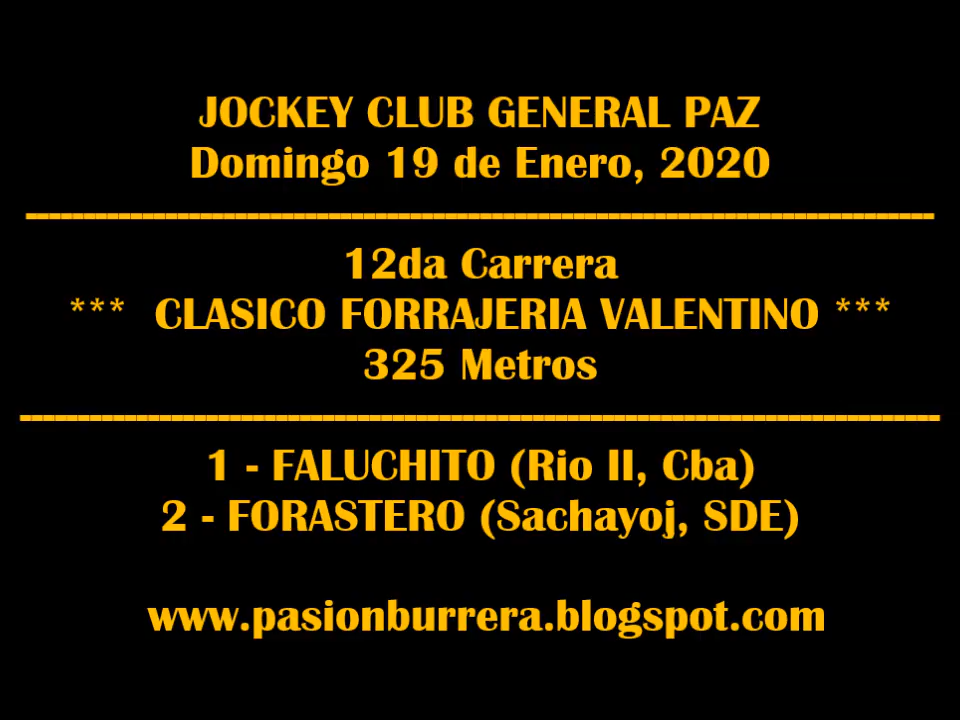 JOCKEY CLUB GENERAL PAZ
Domingo 19 de Enero, 2020
--------------------------------------------------------------------------------
12da Carrera
*** CLASICO FORRAJERIA VALENTINO ***
325 Metros
--------------------------------------------------------------------------------
1 - FALUCHITO (Rio II, Cba)
2 - FORASTERO (Sachayoj, SDE)
www.pasionburrera.blogspot.com